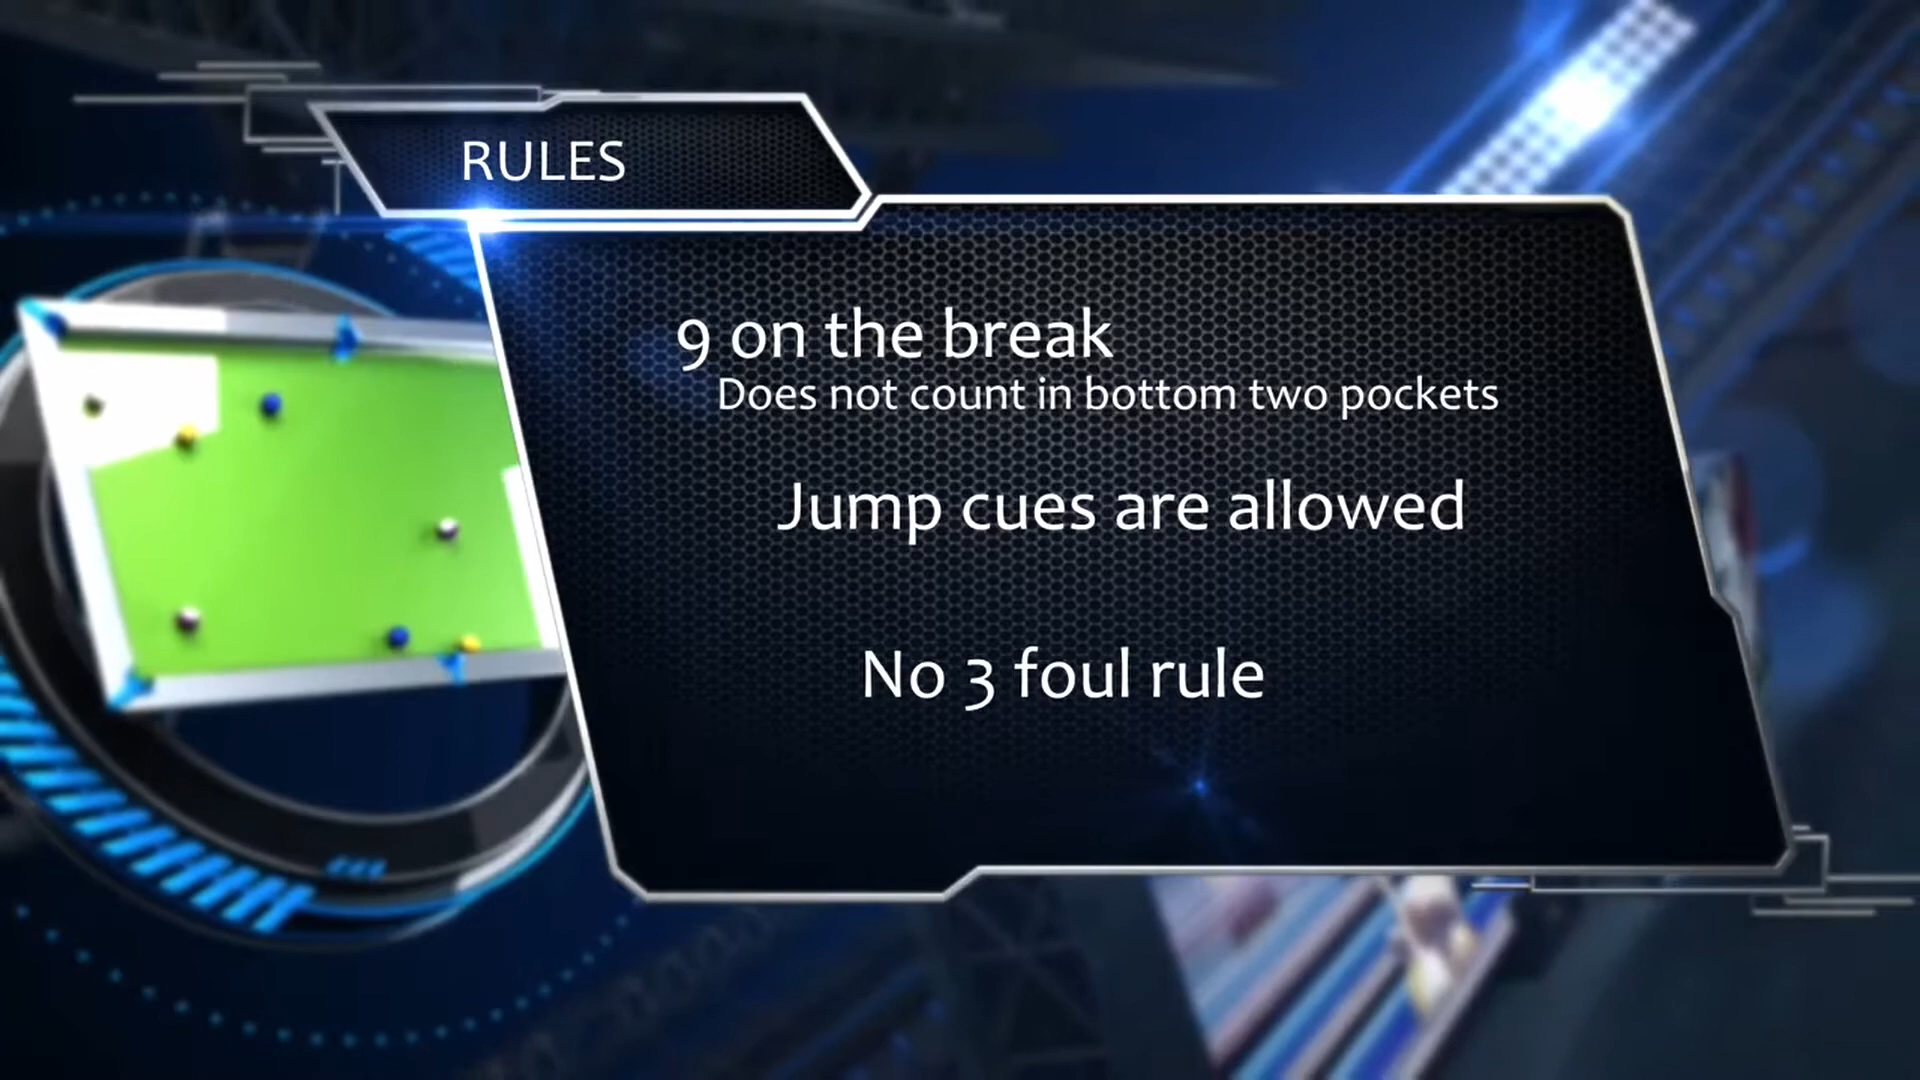 RULES
9 on the break
Does not count in bottom two pockets
Jump cues are allowed
No 3 foul rule